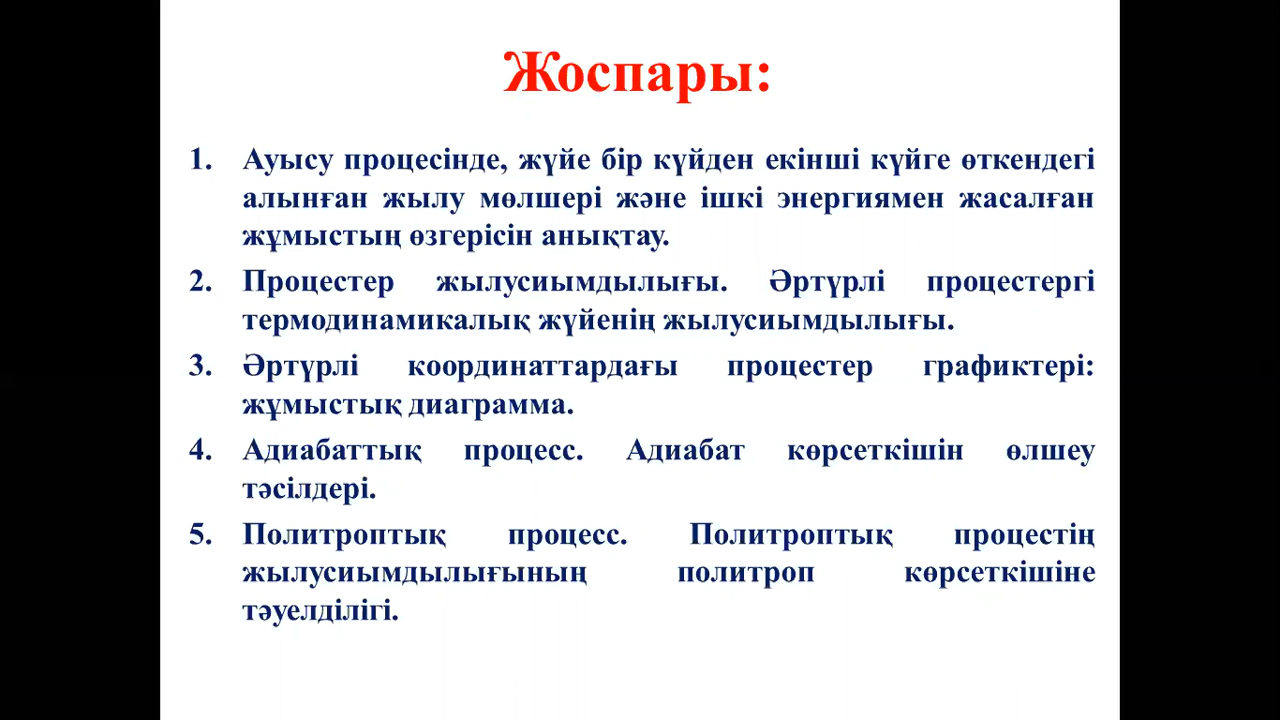 Жоспары:
1. Ауысу процесінде, жүйе бір күйден екінші күйге өткендегі
алынған жылу мөлшері және ішкі энергиямен жасалған
жұмыстың өзгерісін анықтау.
2. Процестер жылусиымдылығы. Әртүрлі процестергі
термодинамикалық жүйенің жылусиымдылығы.
3. Әртүрлі координаттардағы процестер графиктері:
жұмыстық диаграмма.
4. Адиабаттық процесс. Адиабат көрсеткішін өлшеу
тәсілдері.
5. Политроптық процесс. Политроптық процестің
жылусиымдылығының политроп көрсеткішіне
тәуелділігі.